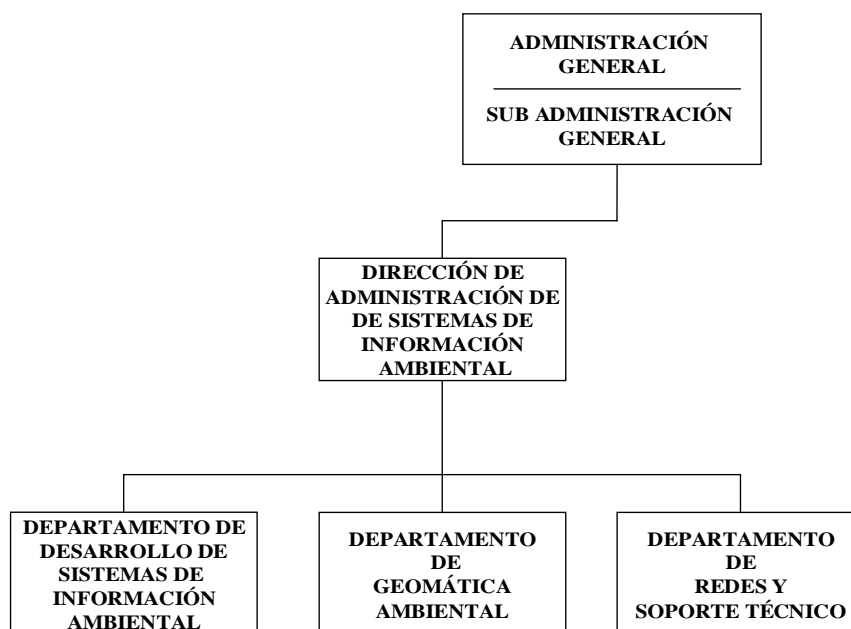 ADMINISTRACIÓN
GENERAL
SUB ADMINISTRACIÓN
GENERAL
DIRECCIÓN DE
ADMINISTRACIÓN DE
DE SISTEMAS DE
INFORMACIÓN
AMBIENTAL
DEPARTAMENTO DE
DESARROLLO DE
SISTEMAS DE
INFORMACIÓN
AMBIENTAL
DEPARTAMENTO
DE
GEOMÁTICA
AMBIENTAL
DEPARTAMENTO
DE
REDES Y
SOPORTE TÉCNICO